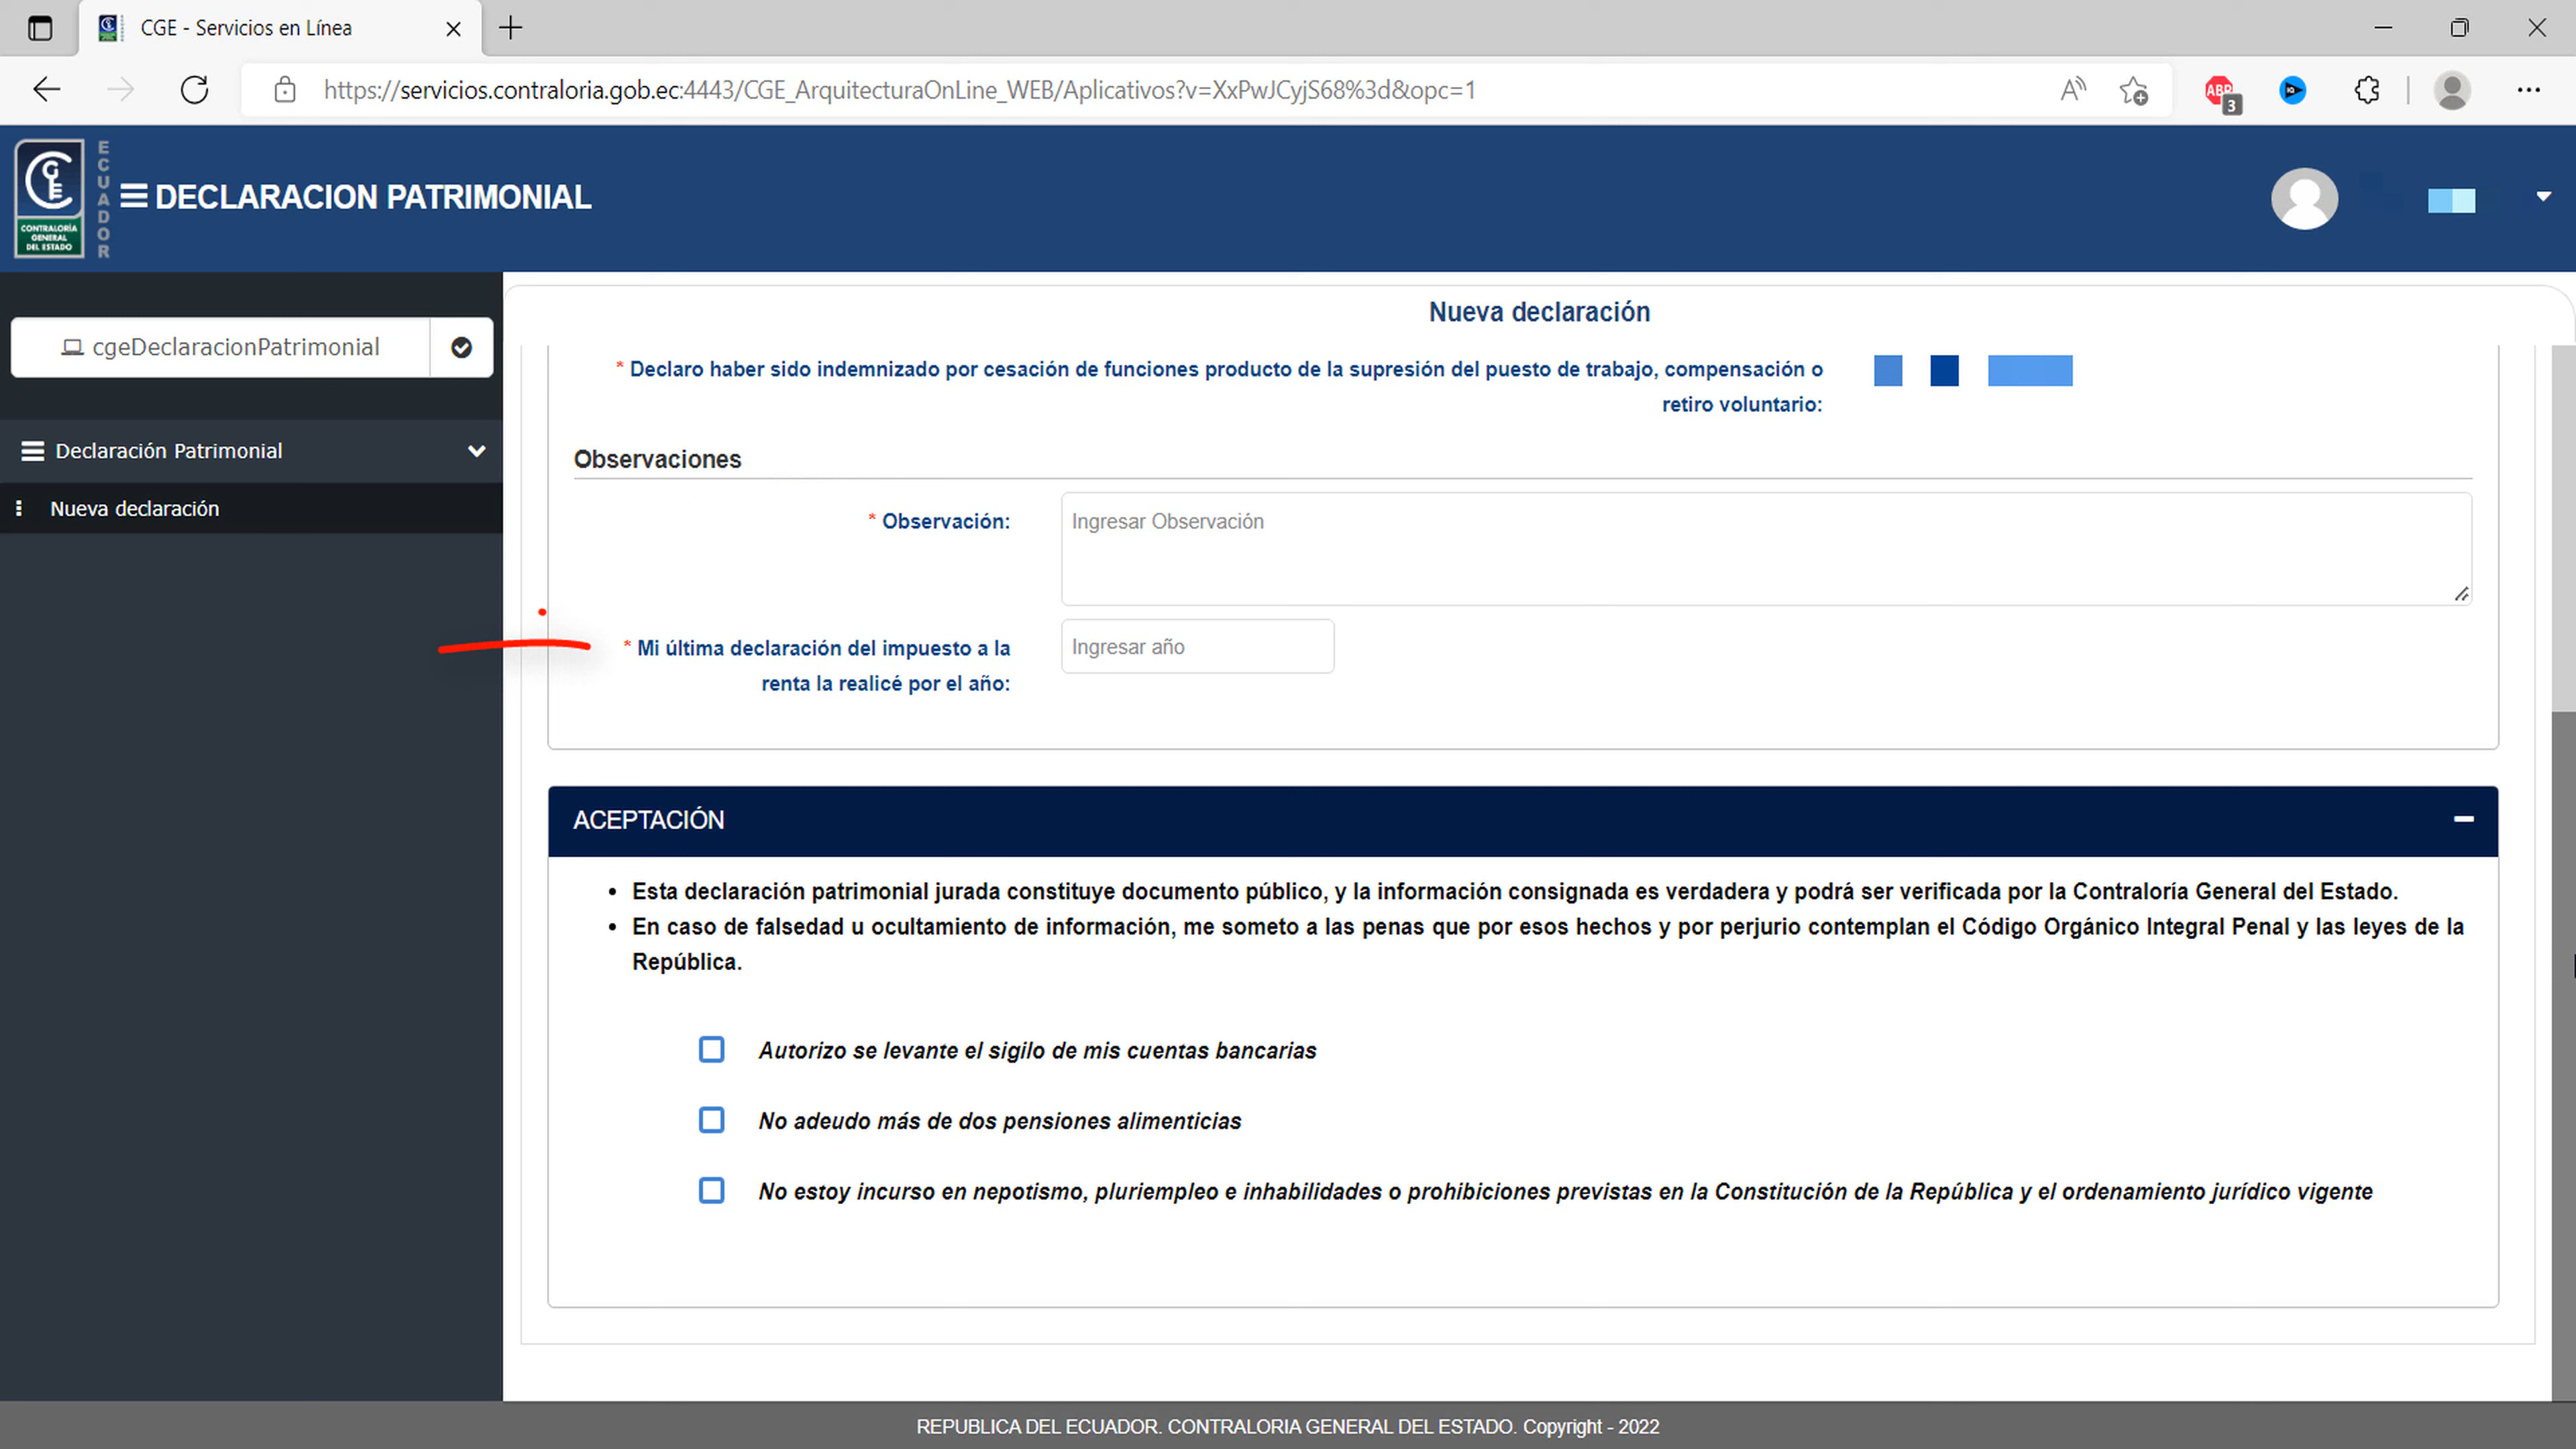 CGE - Servicios en Línea
https://servicios.contraloria.gob.ec:4443/CGE_ArquitecturaOnLine_WEB/Aplicativos?v=XxPwJCyjS68%3d&opc=1
ABP
3
CGE
CONTRALORÍA
GENERAL
DEL ESTADO
ECUADOR
DECLARACION PATRIMONIAL
cgeDeclaracionPatrimonial
Declaración Patrimonial
Nueva declaración
Nueva declaración
* Declaro haber sido indemnizado por cesación de funciones producto de la supresión del puesto de trabajo, compensación o
retiro voluntario:
Observaciones
* Observación:
Ingresar Observación
* Mi última declaración del impuesto a la
renta la realicé por el año:
Ingresar año
ACEPTACIÓN
• Esta declaración patrimonial jurada constituye documento público, y la información consignada es verdadera y podrá ser verificada por la Contraloría General del Estado.
• En caso de falsedad u ocultamiento de información, me someto a las penas que por esos hechos y por perjurio contemplan el Código Orgánico Integral Penal y las leyes de la
República.
Autorizo se levante el sigilo de mis cuentas bancarias
No adeudo más de dos pensiones alimenticias
No estoy incurso en nepotismo, pluriempleo e inhabilidades o prohibiciones previstas en la Constitución de la República y el ordenamiento jurídico vigente
REPUBLICA DEL ECUADOR. CONTRALORIA GENERAL DEL ESTADO. Copyright - 2022